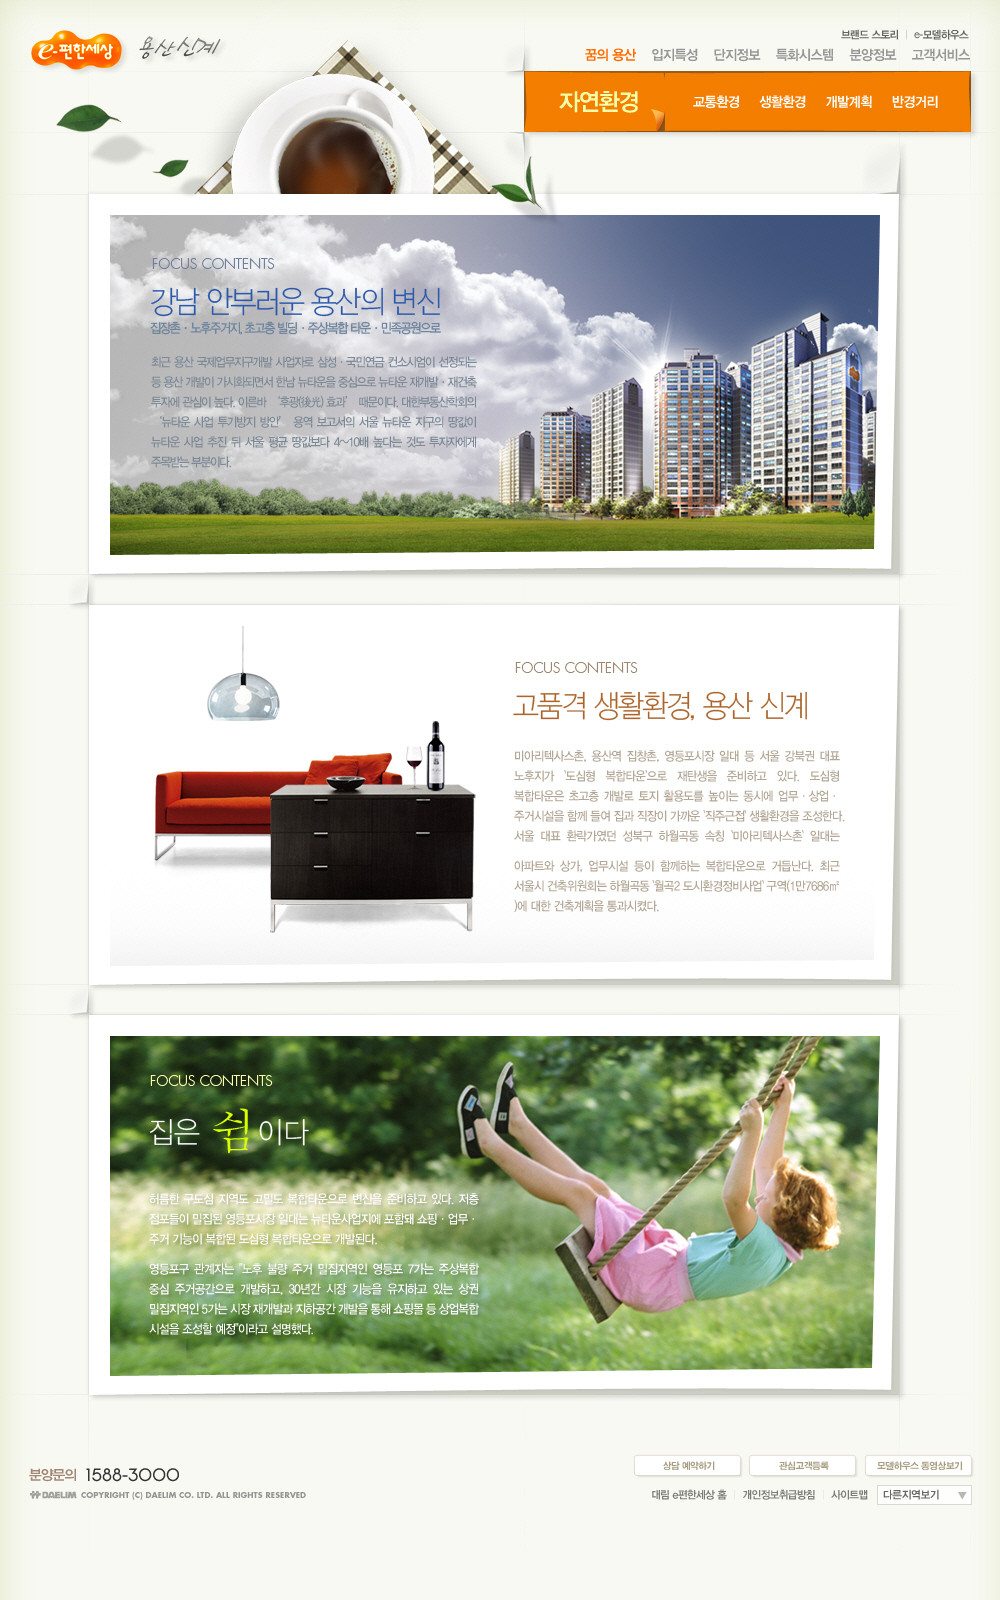 e-편한세상
용산신계
브랜드 스토리
e-모델하우스
꿈의 용산
입지특성
단지정보
특화시스템
분양정보
고객서비스
자연환경
교통환경
생활환경
개발계획
반경거리
FOCUS CONTENTS
강남 안부러운 용산의 변신
집장촌·노후주거지, 초고층 빌딩·주상복합 타운·민족공원으로
최근 용산 국제업무지구개발 사업자로 삼성·국민연금 컨소시엄이 선정되는
등 용산 개발이 가시화되면서 한남 뉴타운을 중심으로 뉴타운 재개발·재건축
투자에 관심이 높다. 이른바 '후광(後光) 효과' 때문이다. 대한부동산학회의
'뉴타운 사업 투기방지 방안' 용역 보고서의 서울 뉴타운 지구의 땅값이
뉴타운 사업 추진 뒤 서울 평균 땅값보다 4~10배 높다는 것도 투자자에게
주목받는 부분이다.
FOCUS CONTENTS
고품격 생활환경, 용산 신계
미아리텍사스촌, 용산역 집창촌, 영등포시장 일대 등 서울 강북권 대표
노후지가 '도심형 복합타운'으로 재탄생을 준비하고 있다. 도심형
복합타운은 초고층 개발로 토지 활용도를 높이는 동시에 업무·상업·
주거시설을 함께 들여 집과 직장이 가까운 '직주근접' 생활환경을 조성한다.
서울 대표 환락가였던 성북구 하월곡동 속칭 '미아리텍사스촌' 일대는
아파트와 상가, 업무시설 등이 함께하는 복합타운으로 거듭난다. 최근
서울시 건축위원회는 하월곡동 '월곡2 도시환경정비사업' 구역(1만7686㎡
)에 대한 건축계획을 통과시켰다.
FOCUS CONTENTS
집은 쉼이다
허름한 구도심 지역도 고밀도 복합타운으로 변신을 준비하고 있다. 저층
점포들이 밀집된 영등포시장 일대는 뉴타운사업지에 포함돼 쇼핑·업무·
주거 기능이 복합된 도심형 복합타운으로 개발된다.
영등포구 관계자는 "노후 불량 주거 밀집지역인 영등포 7가는 주상복합
중심 주거공간으로 개발하고, 30년간 시장 기능을 유지하고 있는 상권
밀집지역인 5가는 시장 재개발과 지하공간 개발을 통해 쇼핑몰 등 상업복합
시설을 조성할 예정"이라고 설명했다.
분양문의 1588-3000
DAELIM COPYRIGHT (C) DAELIM CO. LTD. ALL RIGHTS RESERVED
상담 예약하기
관심고객등록
모델하우스 동영상보기
대림 e편한세상 홈
개인정보취급방침
사이트맵
다른지역보기